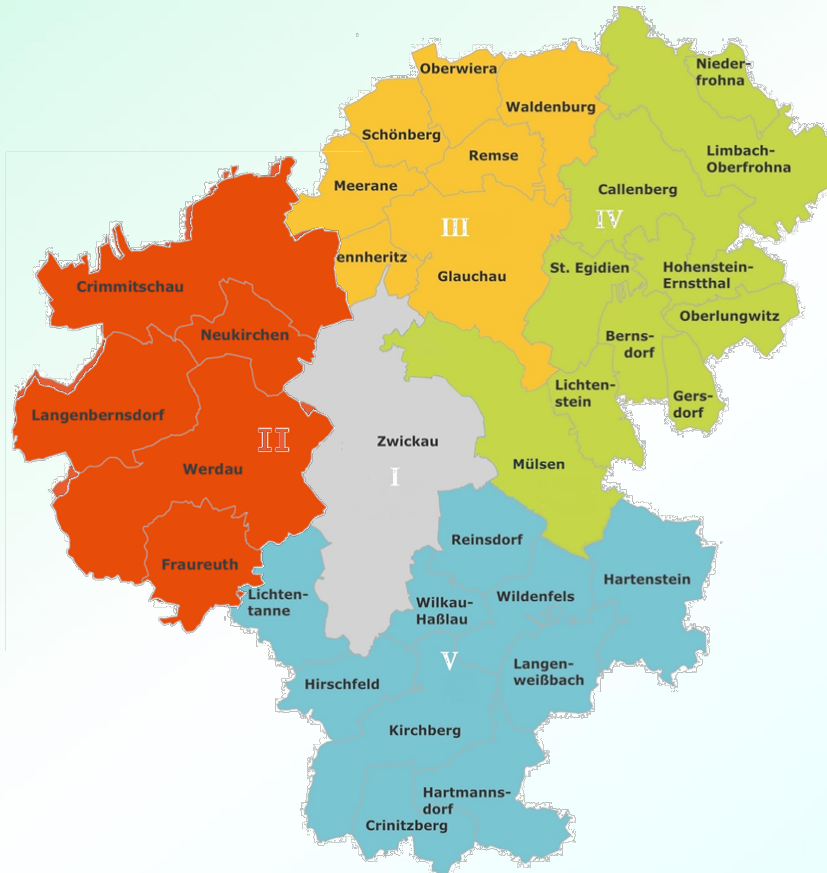 Oberwiera
Nieder-
frohna
Waldenburg
Schönberg
Remse
Limbach-
Oberfrohna
Meerane
Callenberg
III
IV
ennheritz
Glauchau
St. Egidien
Hohenstein-
Ernstthal
Crimmitschau
Oberlungwitz
Neukirchen
Berns-
dorf
Lichten-
stein
Gers-
dorf
Langenbernsdorf
II
Zwickau
Werdau
Mülsen
I
Reinsdorf
Fraureuth
Hartenstein
Lichten-
tanne
Wilkau-
Haßlau
Wildenfels
V
Langen-
weißbach
Hirschfeld
Kirchberg
Hartmanns-
dorf
Crinitzberg